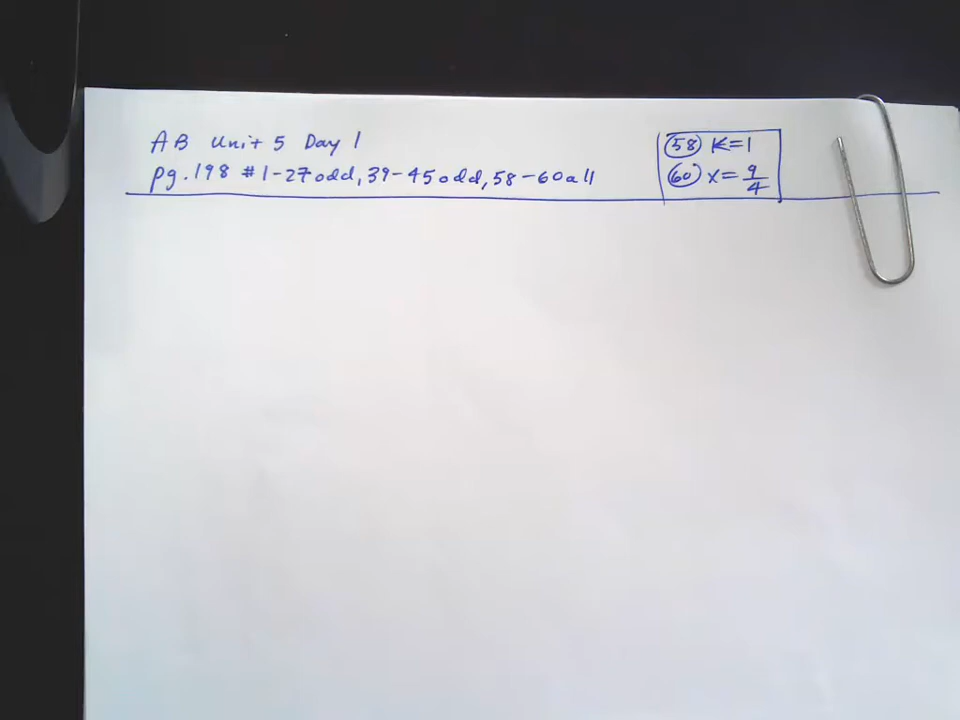 AB Unit 5 Day 1
pg. 198 #1-27 odd, 39-45 odd, 58-60 all
58 K=1
60 x=9/4